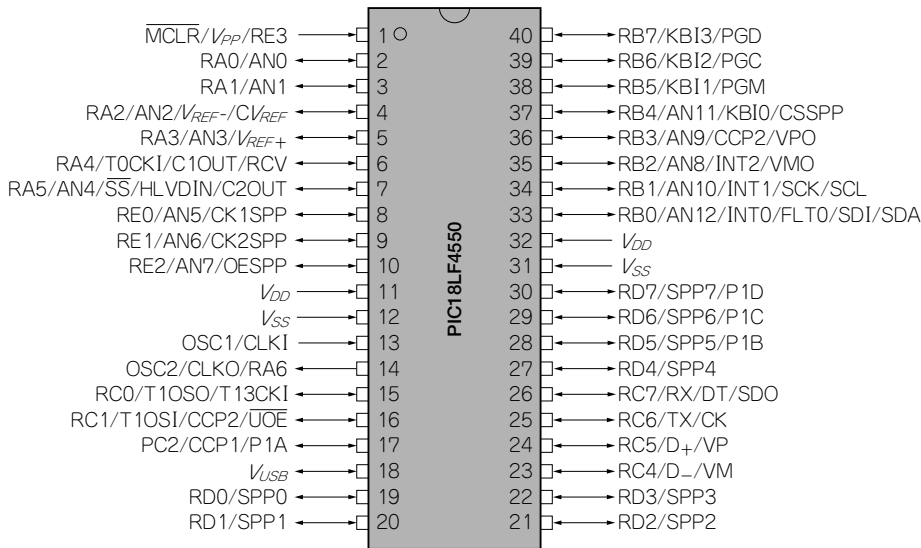 MCLR/VPP/RE3 1 40 RB7/KBI3/PGD
RA0/AN0 2 39 RB6/KBI2/PGC
RA1/AN1 3 38 RB5/KBI1/PGM
RA2/AN2/VREF-/CVREF 4 37 RB4/AN11/KBI0/CSSPP
RA3/AN3/VREF+ 5 36 RB3/AN9/CCP2/VPO
RA4/T0CKI/C1OUT/RCV 6 35 RB2/AN8/INT2/VMO
RA5/AN4/SS/HLVDIN/C2OUT 7 34 RB1/AN10/INT1/SCK/SCL
RE0/AN5/CK1SPP 8 33 RB0/AN12/INT0/FLT0/SDI/SDA
RE1/AN6/CK2SPP 9 32 VDD
RE2/AN7/OESPP 10 31 VSS
VDD 11 30 RD7/SPP7/P1D
VSS 12 29 RD6/SPP6/P1C
OSC1/CLKI 13 28 RD5/SPP5/P1B
OSC2/CLKO/RA6 14 27 RD4/SPP4
RC0/T1OSO/T13CKI 15 26 RC7/RX/DT/SDO
RC1/T1OSI/CCP2/UOE 16 25 RC6/TX/CK
PC2/CCP1/P1A 17 24 RC5/D+/VP
VUSB 18 23 RC4/D−/VM
RD0/SPP0 19 22 RD3/SPP3
RD1/SPP1 20 21 RD2/SPP2
PIC18LF4550